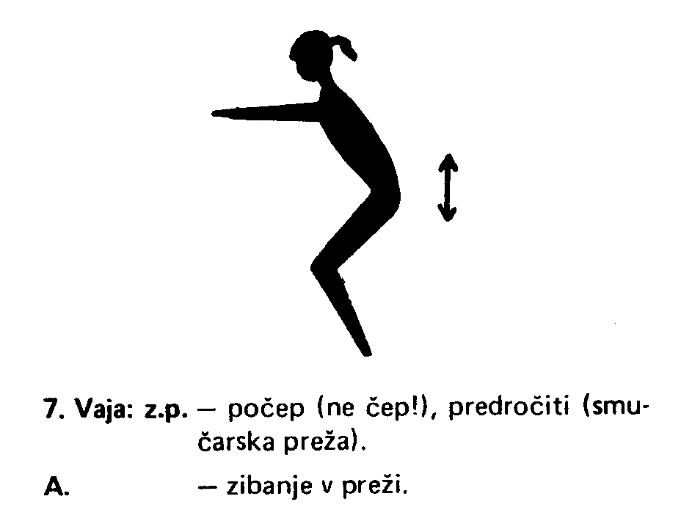 7. Vaja: z.p. — počep (ne čep!), predročiti (smu-
čarska preža).
A. — zibanje v preži.